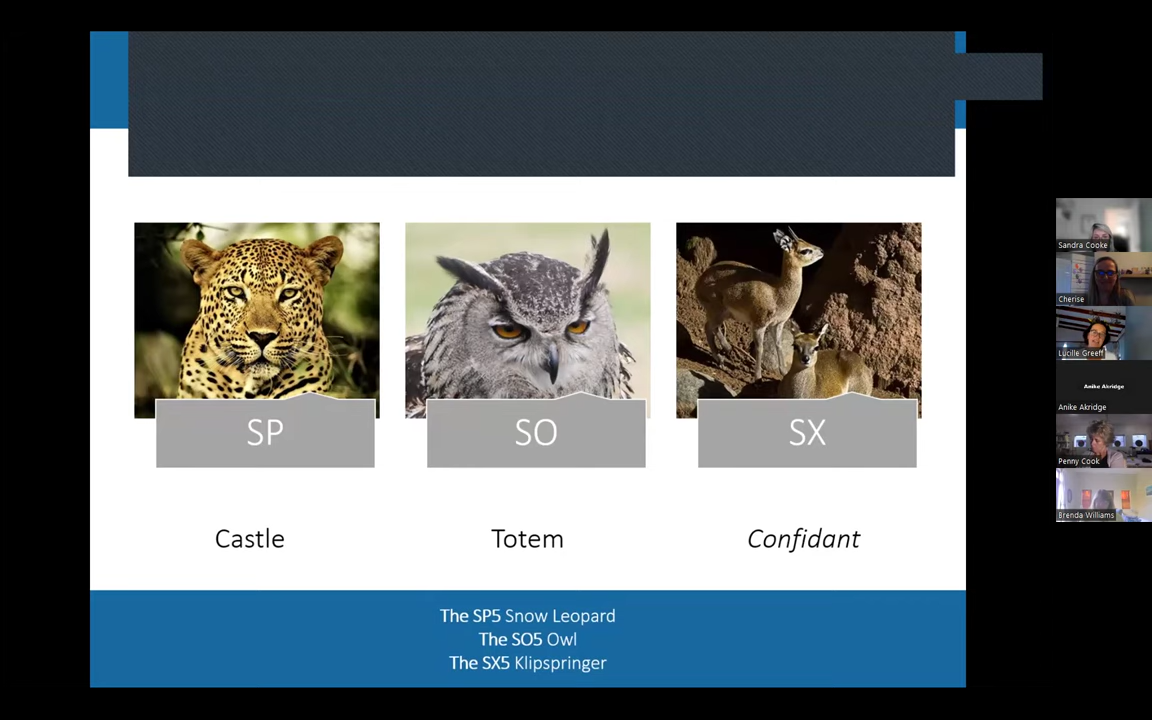 SP
SO
SX
Castle
Totem
Confidant
The SP5 Snow Leopard
The SO5 Owl
The SX5 Klipspringer
Sandra Cooke
Cherise
Lucille Greeff
Anike Akridge
Anike Akridge
Penny Cook
Brenda Williams